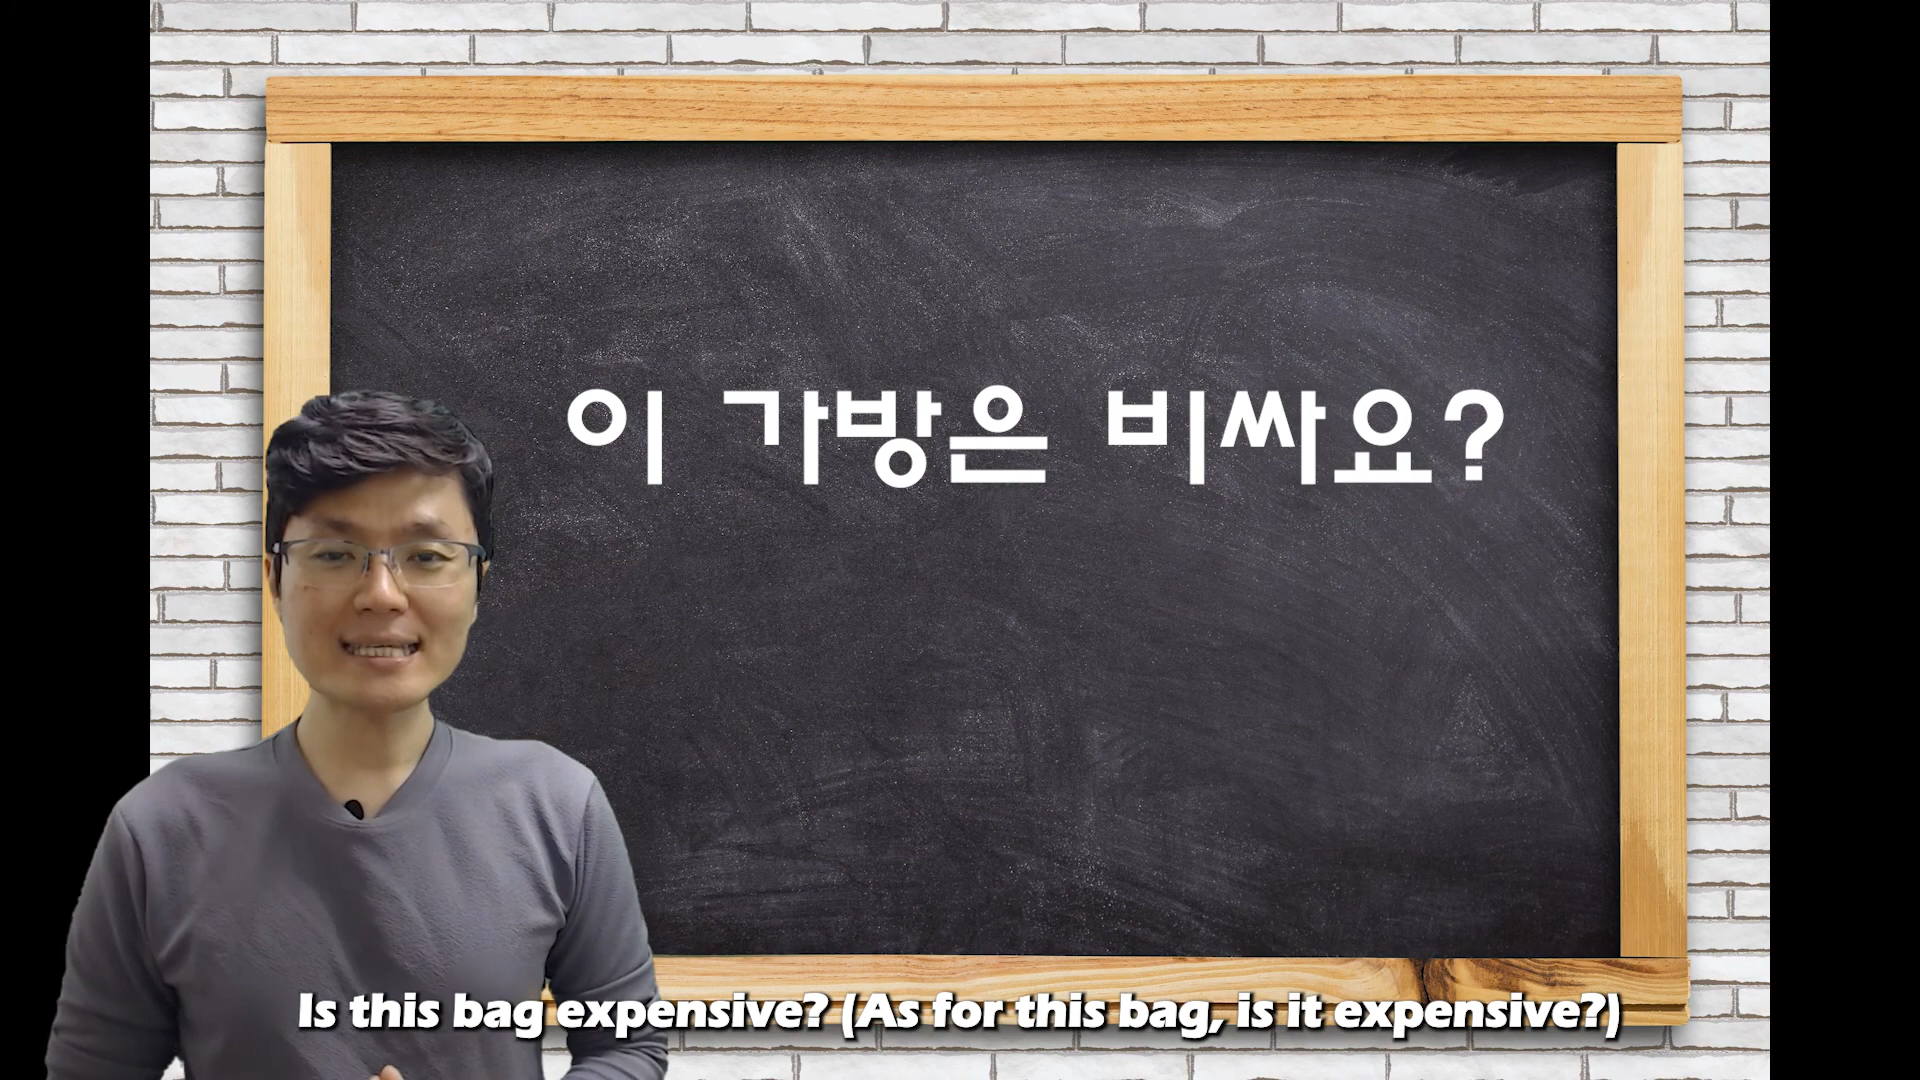 이 가방은 비싸요?
Is this bag expensive? (As for this bag, is it expensive?)